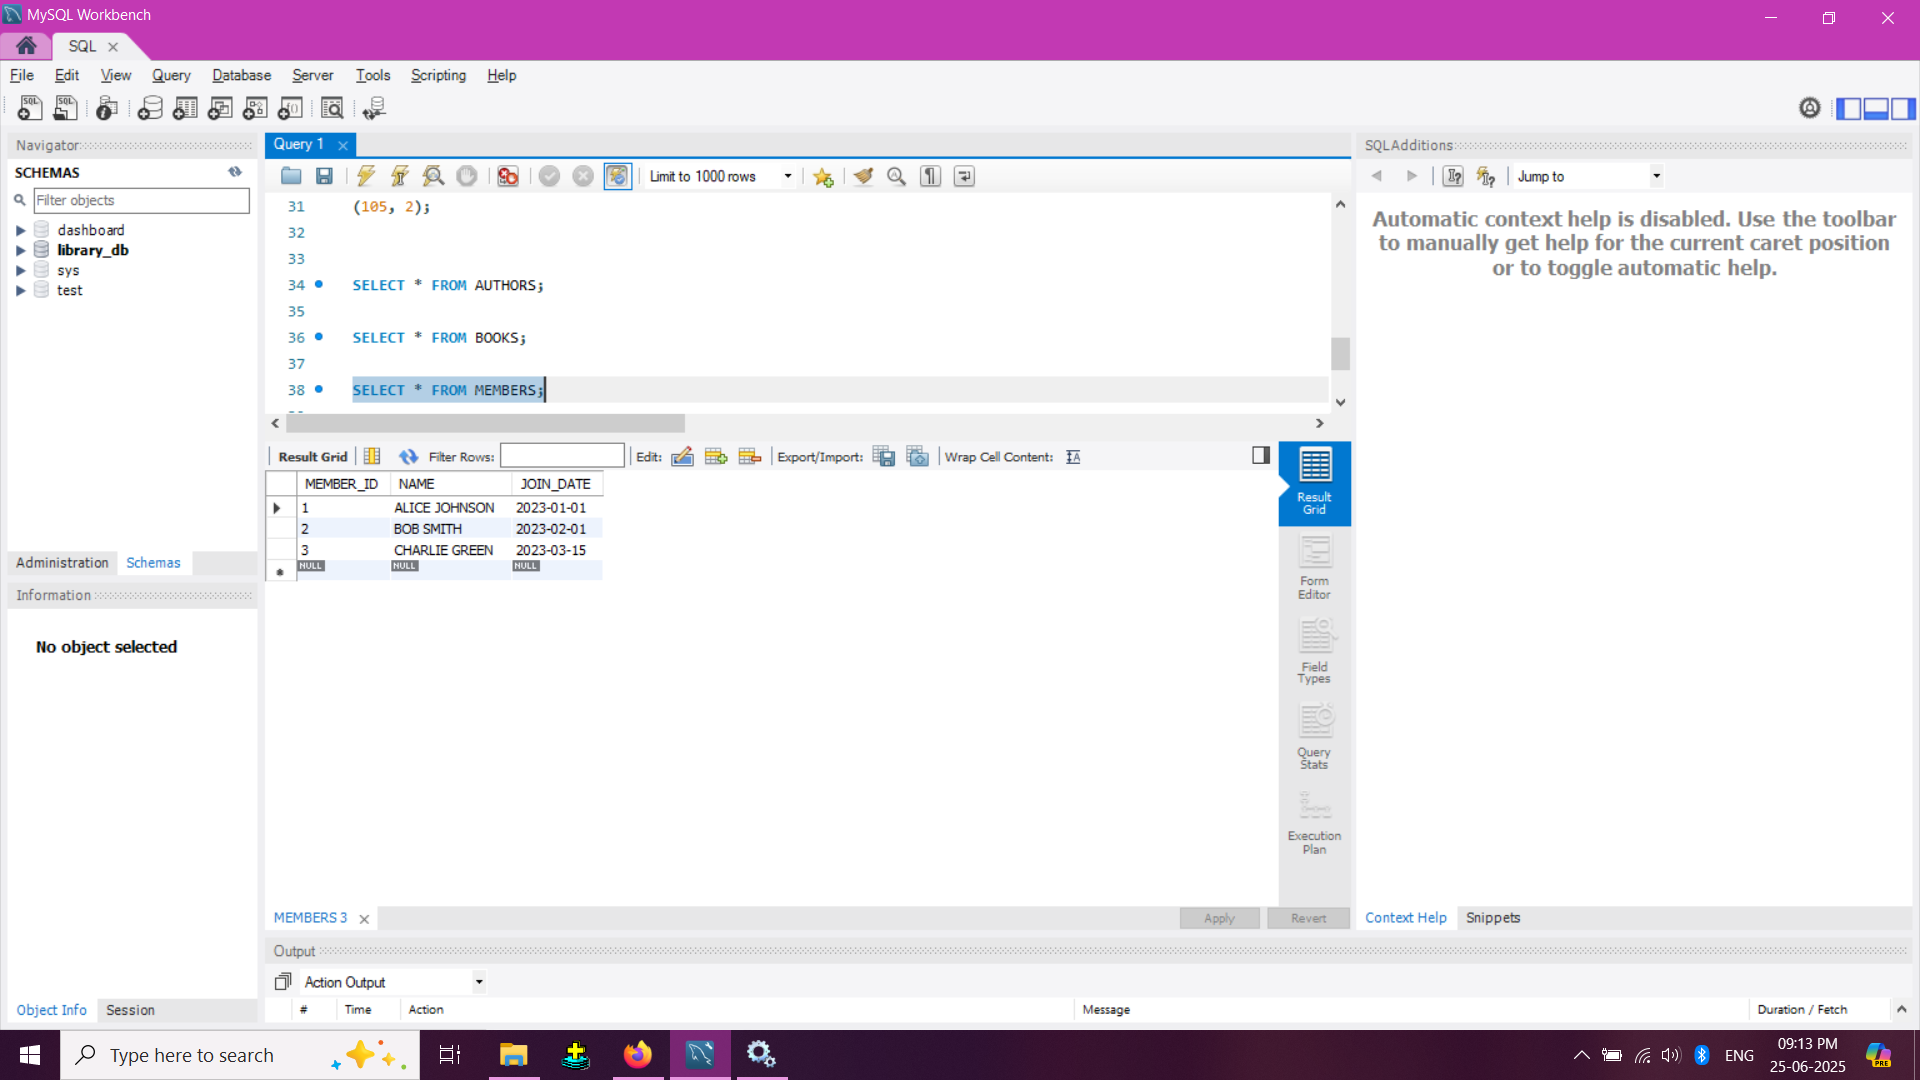 MySQL Workbench
SQL
File Edit View Query Database Server Tools Scripting Help
Navigator
SCHEMAS
Filter objects
dashboard
library_db
sys
test
Administration Schemas
Information
No object selected
Object Info Session
Query 1
Limit to 1000 rows
31 (105, 2);
32
33
34 SELECT * FROM AUTHORS;
35
36 SELECT * FROM BOOKS;
37
38 SELECT * FROM MEMBERS;
Result Grid Filter Rows: Edit: Export/Import: Wrap Cell Content:
MEMBER_ID NAME JOIN_DATE
1 ALICE JOHNSON 2023-01-01
2 BOB SMITH 2023-02-01
3 CHARLIE GREEN 2023-03-15
NULL NULL NULL
Result
Grid
Form
Editor
Field
Types
Query
Stats
Execution
Plan
MEMBERS 3 Apply Revert
SQLAdditions
Jump to
Automatic context help is disabled. Use the toolbar
to manually get help for the current caret position
or to toggle automatic help.
Context Help Snippets
Output
Action Output
# Time Action Message Duration / Fetch
Type here to search
ENG
09:13 PM
25-06-2025
PRE